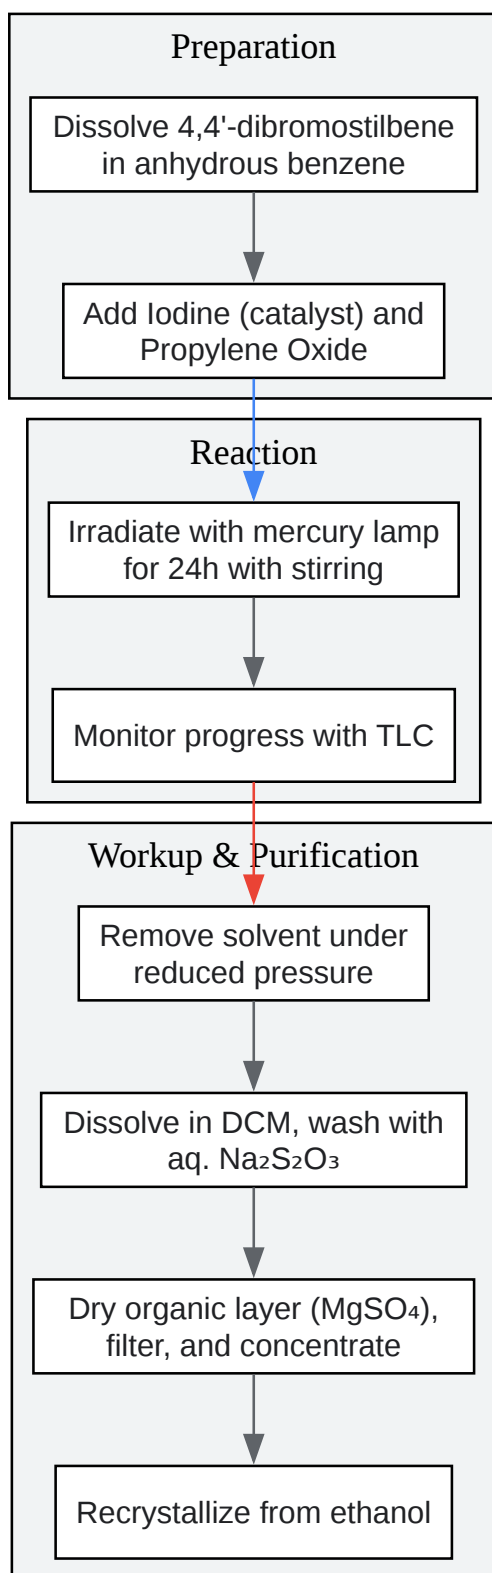 Preparation
Dissolve 4,4'-dibromostilbene
in anhydrous benzene
Add Iodine (catalyst) and
Propylene Oxide
Reaction
Irradiate with mercury lamp
for 24h with stirring
Monitor progress with TLC
Workup & Purification
Remove solvent under
reduced pressure
Dissolve in DCM, wash with
aq. Na₂S₂O₃
Dry organic layer (MgSO₄),
filter, and concentrate
Recrystallize from ethanol